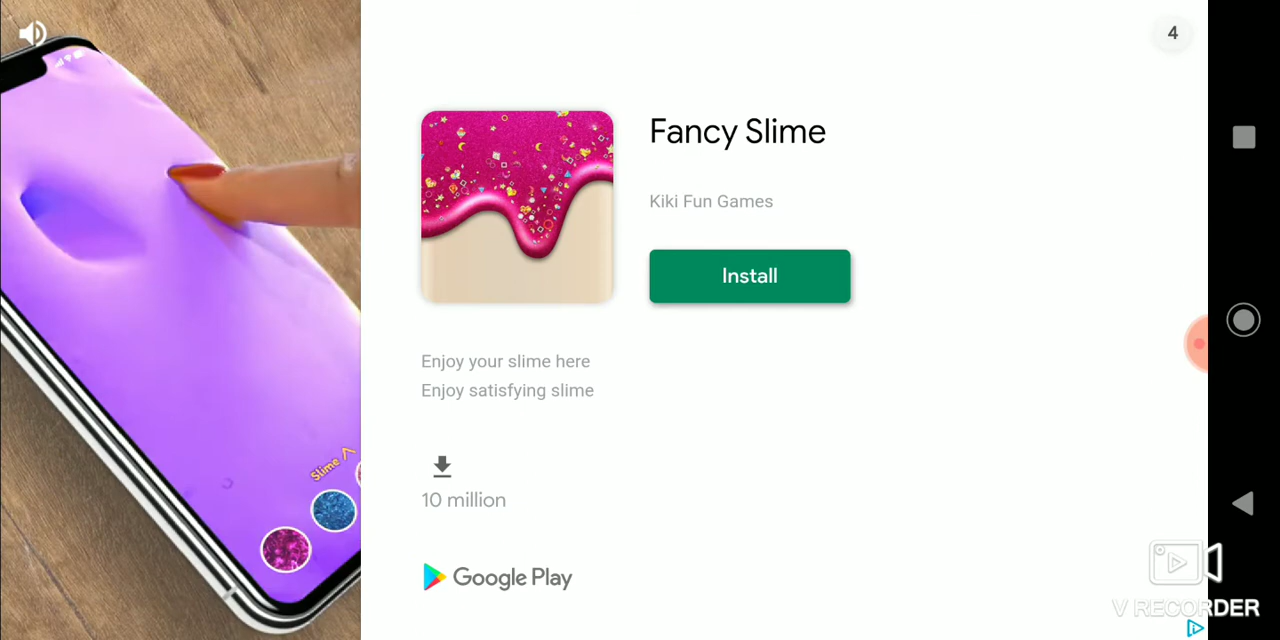 4
Fancy Slime
Kiki Fun Games
Install
Enjoy your slime here
Enjoy satisfying slime
10 million
Google Play
Slime
V RECORDER